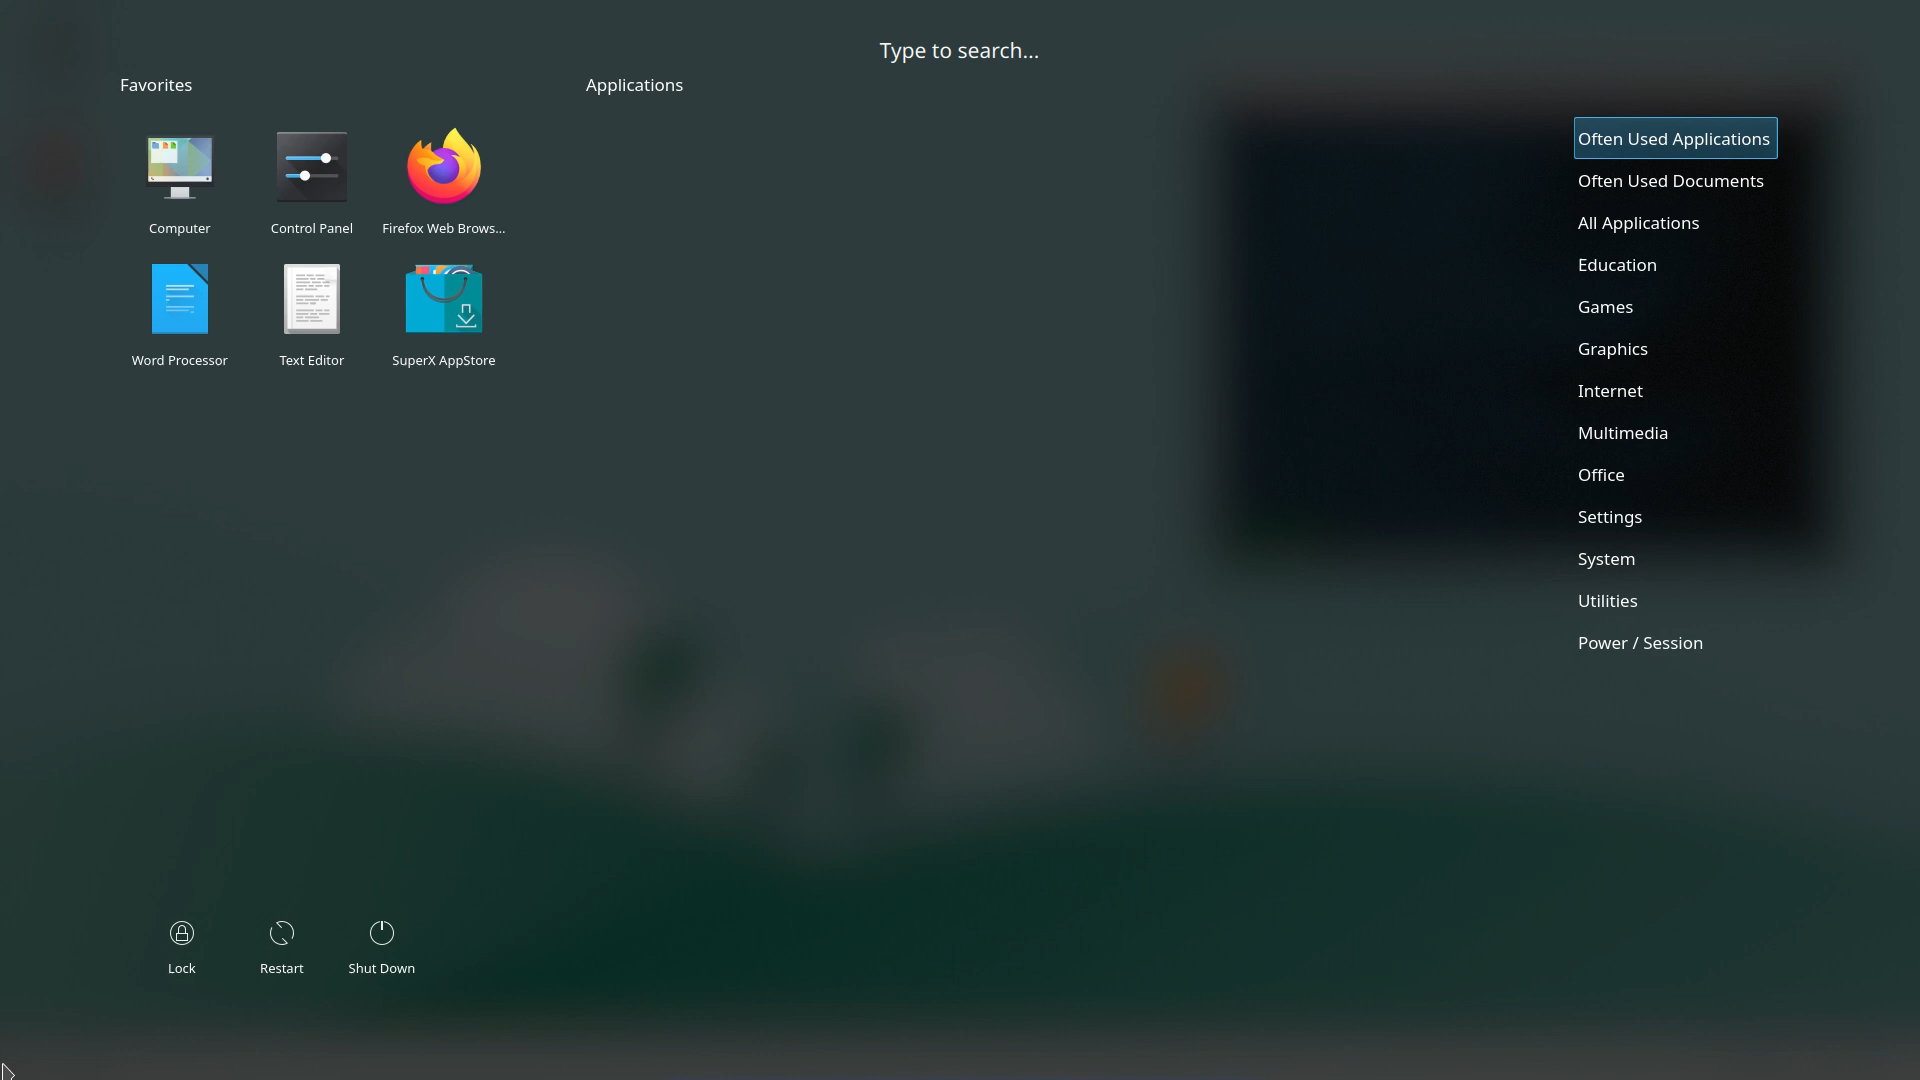 Type to search...
Favorites
Applications
Computer
Control Panel
Firefox Web Brows...
Word Processor
Text Editor
SuperX AppStore
Often Used Applications
Often Used Documents
All Applications
Education
Games
Graphics
Internet
Multimedia
Office
Settings
System
Utilities
Power / Session
Lock
Restart
Shut Down